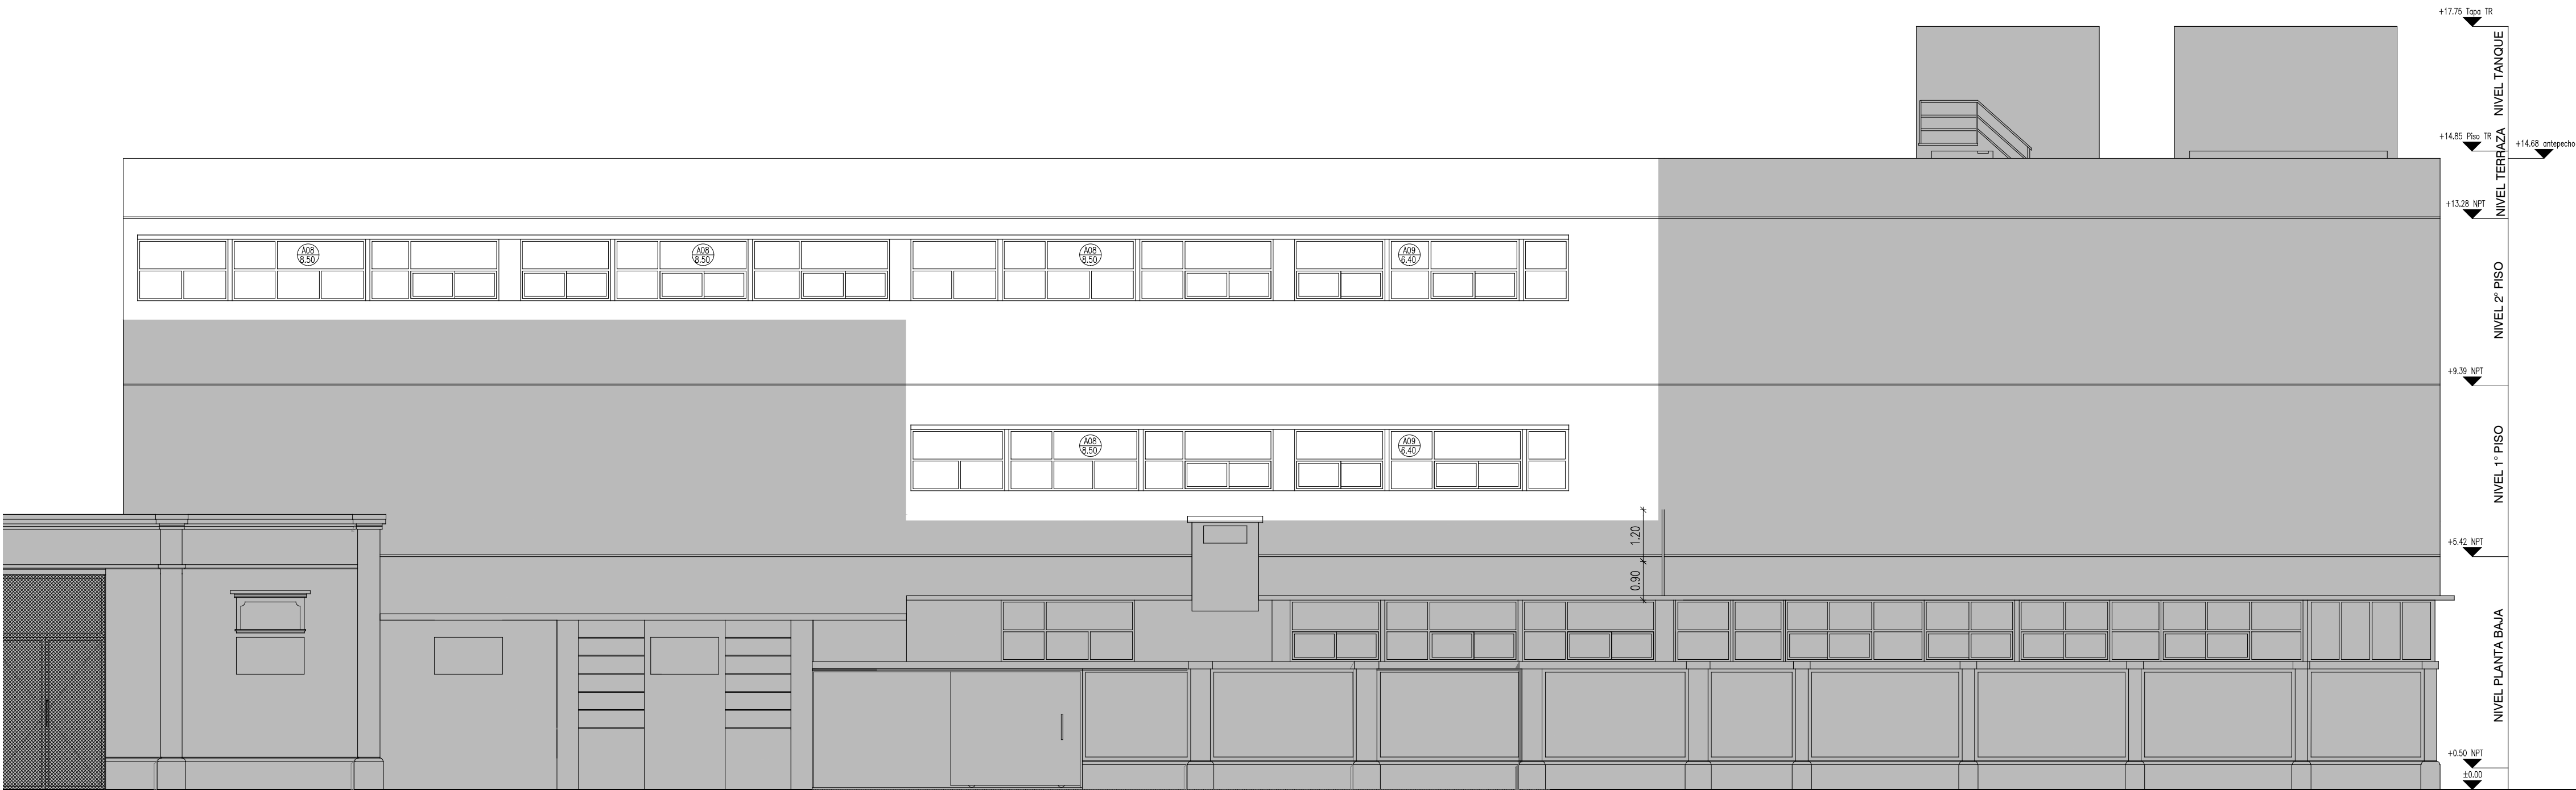 +17.75 Tapa TR
NIVEL TANQUE
+14.85 Piso TR
+14.68 antepecho
NIVEL TERRAZA
+13.28 NPT
A08
8.50
A08
8.50
A08
8.50
A09
6.40
NIVEL 2° PISO
+9.39 NPT
A08
8.50
A09
6.40
NIVEL 1° PISO
1.20
+5.42 NPT
0.90
NIVEL PLANTA BAJA
+0.50 NPT
±0.00